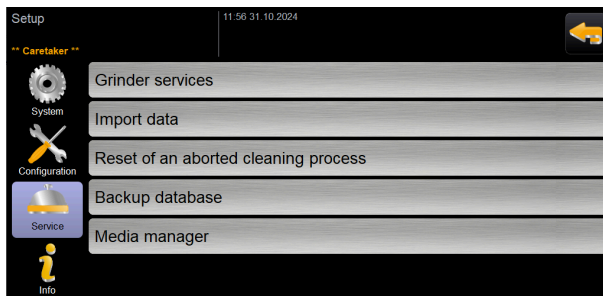 Setup
11:56 31.10.2024
** Caretaker **
System
Configuration
Service
Info
Grinder services
Import data
Reset of an aborted cleaning process
Backup database
Media manager